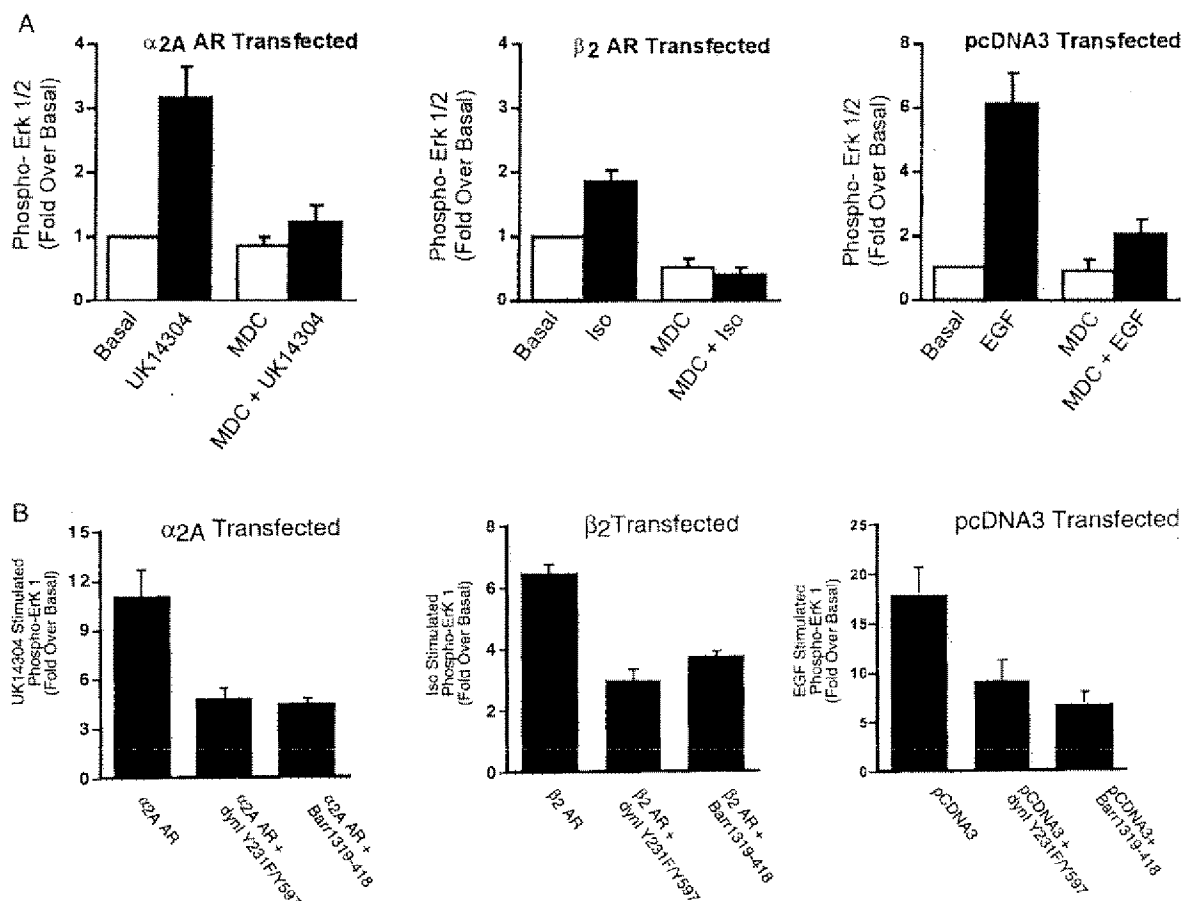 A
α2A AR Transfected
Phospho- Erk 1/2
(Fold Over Basal)
4
3
2
1
0
Basal
UK14304
MDC
MDC + UK14304
β2 AR Transfected
Phospho- Erk 1/2
(Fold Over Basal)
4
3
2
1
0
Basal
Iso
MDC
MDC + Iso
pcDNA3 Transfected
Phospho- Erk 1/2
(Fold Over Basal)
8
6
4
2
0
Basal
EGF
MDC
MDC + EGF
B
α2A Transfected
UK14304 Stimulated
Phospho-ErK 1
(Fold Over Basal)
15
12
9
6
3
0
α2A AR
α2A AR +
dynI Y231F/Y597
α2A AR +
Barr1319-418
β2Transfected
Iso Stimulated
Phospho-ErK 1
(Fold Over Basal)
8
6
4
2
0
β2 AR
β2 AR +
dynI Y231F/Y597
β2 AR +
Barr1319-418
pcDNA3 Transfected
EGF Stimulated
Phospho-ErK 1
(Fold Over Basal)
25
20
15
10
5
0
pCDNA3
pCDNA3 +
dynI Y231F/Y597
pCDNA3+
Barr1319-418